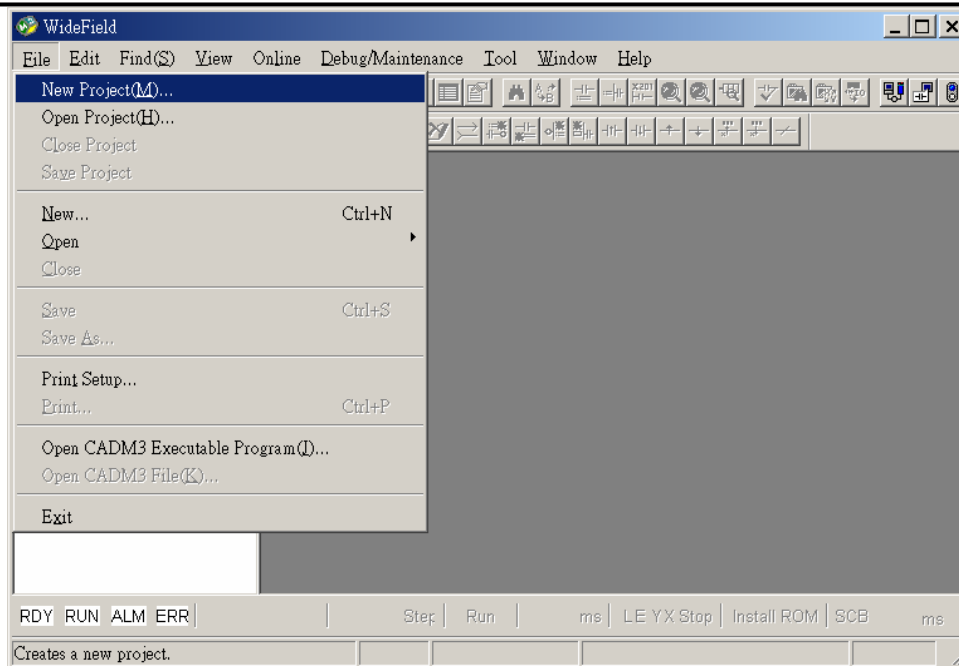 WideField
File Edit Find(S) View Online Debug/Maintenance Tool Window Help
New Project(M)...
Open Project(H)...
Close Project
Save Project
New... Ctrl+N
Open
Close
Save Ctrl+S
Save As...
Print Setup...
Print... Ctrl+P
Open CADM3 Executable Program(J)...
Open CADM3 File(K)...
Exit
RDY RUN ALM ERR Step Run ms LE YX Stop Install ROM SCB ms
Creates a new project.